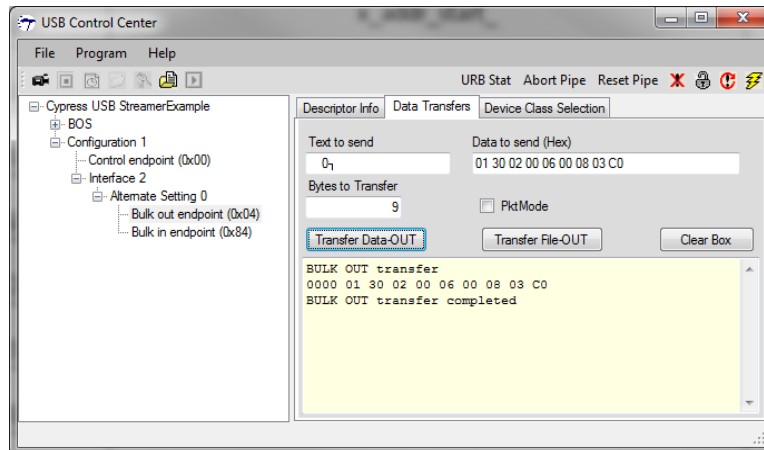 USB Control Center
File Program Help
URB Stat Abort Pipe Reset Pipe
Cypress USB StreamerExample
BOS
Configuration 1
Control endpoint (0x00)
Interface 2
Alternate Setting 0
Bulk out endpoint (0x04)
Bulk in endpoint (0x84)
Descriptor Info Data Transfers Device Class Selection
Text to send Data to send (Hex)
0┐ 01 30 02 00 06 00 08 03 C0
Bytes to Transfer
9 PktMode
Transfer Data-OUT Transfer File-OUT Clear Box
BULK OUT transfer
0000 01 30 02 00 06 00 08 03 C0
BULK OUT transfer completed